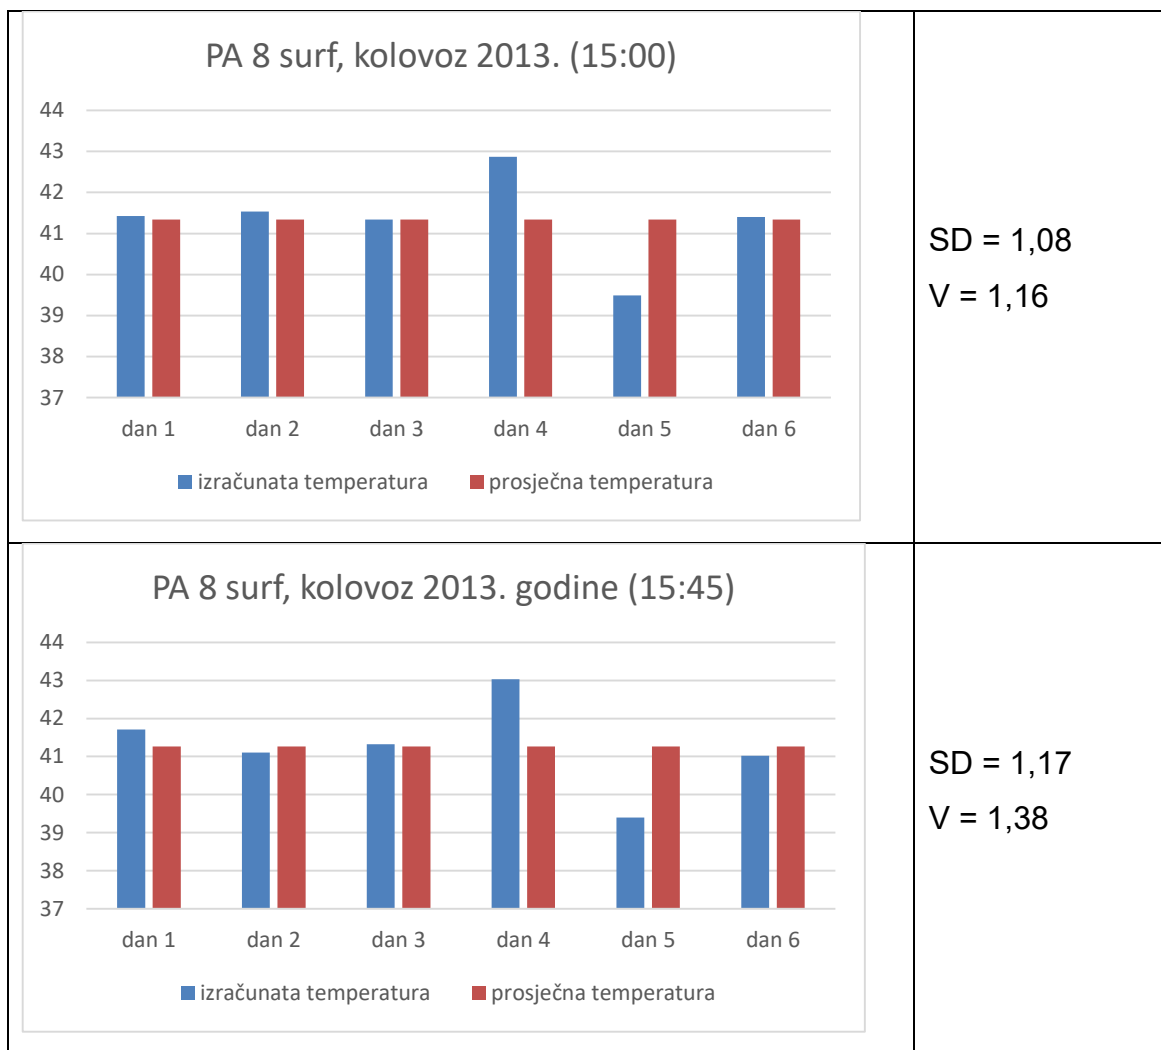 PA 8 surf, kolovoz 2013. (15:00)
44
43
42
41
40
39
38
37
dan 1 dan 2 dan 3 dan 4 dan 5 dan 6
izračunata temperatura prosječna temperatura
SD = 1,08
V = 1,16
PA 8 surf, kolovoz 2013. godine (15:45)
44
43
42
41
40
39
38
37
dan 1 dan 2 dan 3 dan 4 dan 5 dan 6
izračunata temperatura prosječna temperatura
SD = 1,17
V = 1,38